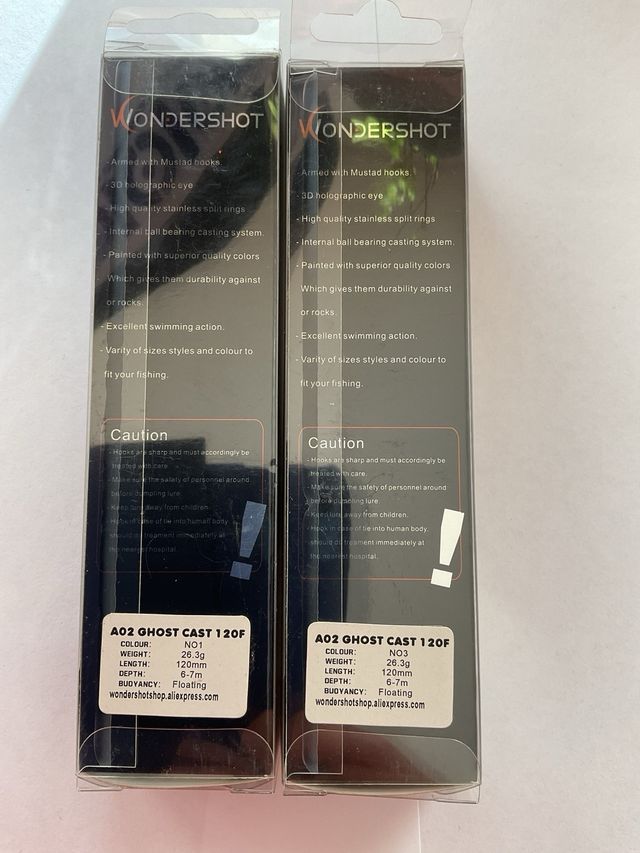 WONDERSHOT
- Armed with Mustad hooks.
- 3D holographic eye
- High quality stainless split rings
- Internal ball bearing casting system.
- Painted with superior quality colors
Which gives them durability against
or rocks.
- Excellent swimming action.
- Varity of sizes styles and colour to
fit your fishing.
Caution
- Hooks are sharp and must accordingly be
treated with care.
- Make sure the safety of personnel around
before dumpling lure.
- Keep lure away from children.
- Hook in case of tie into human body,
should do treament immediately at
the nearest hospital.
!
A02 GHOST CAST 120F
COLOUR: NO1
WEIGHT: 26.3g
LENGTH: 120mm
DEPTH: 6-7m
BUOYANCY: Floating
wondershotshop.aliexpress.com
WONDERSHOT
- Armed with Mustad hooks.
- 3D holographic eye
- High quality stainless split rings
- Internal ball bearing casting system.
- Painted with superior quality colors
Which gives them durability against
or rocks.
- Excellent swimming action.
- Varity of sizes styles and colour to
fit your fishing.
Caution
- Hooks are sharp and must accordingly be
treated with care.
- Make sure the safety of personnel around
before dumpling lure.
- Keep lure away from children.
- Hook in case of tie into human body,
should do treament immediately at
the nearest hospital.
!
A02 GHOST CAST 120F
COLOUR: NO3
WEIGHT: 26.3g
LENGTH: 120mm
DEPTH: 6-7m
BUOYANCY: Floating
wondershotshop.aliexpress.com